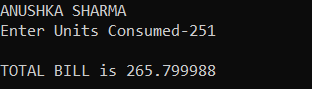 ANUSHKA SHARMA
Enter Units Consumed-251
TOTAL BILL is 265.799988